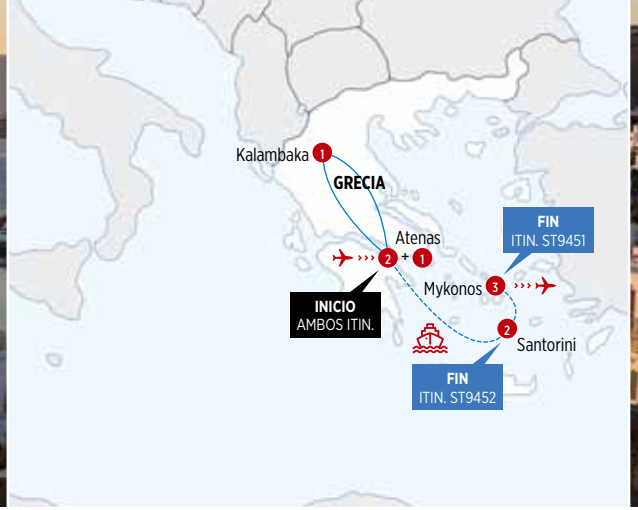 Kalambaka 1
GRECIA
Atenas
2 + 1
FIN
ITIN. ST9451
Mykonos 3
INICIO
AMBOS ITIN.
2
Santorini
FIN
ITIN. ST9452